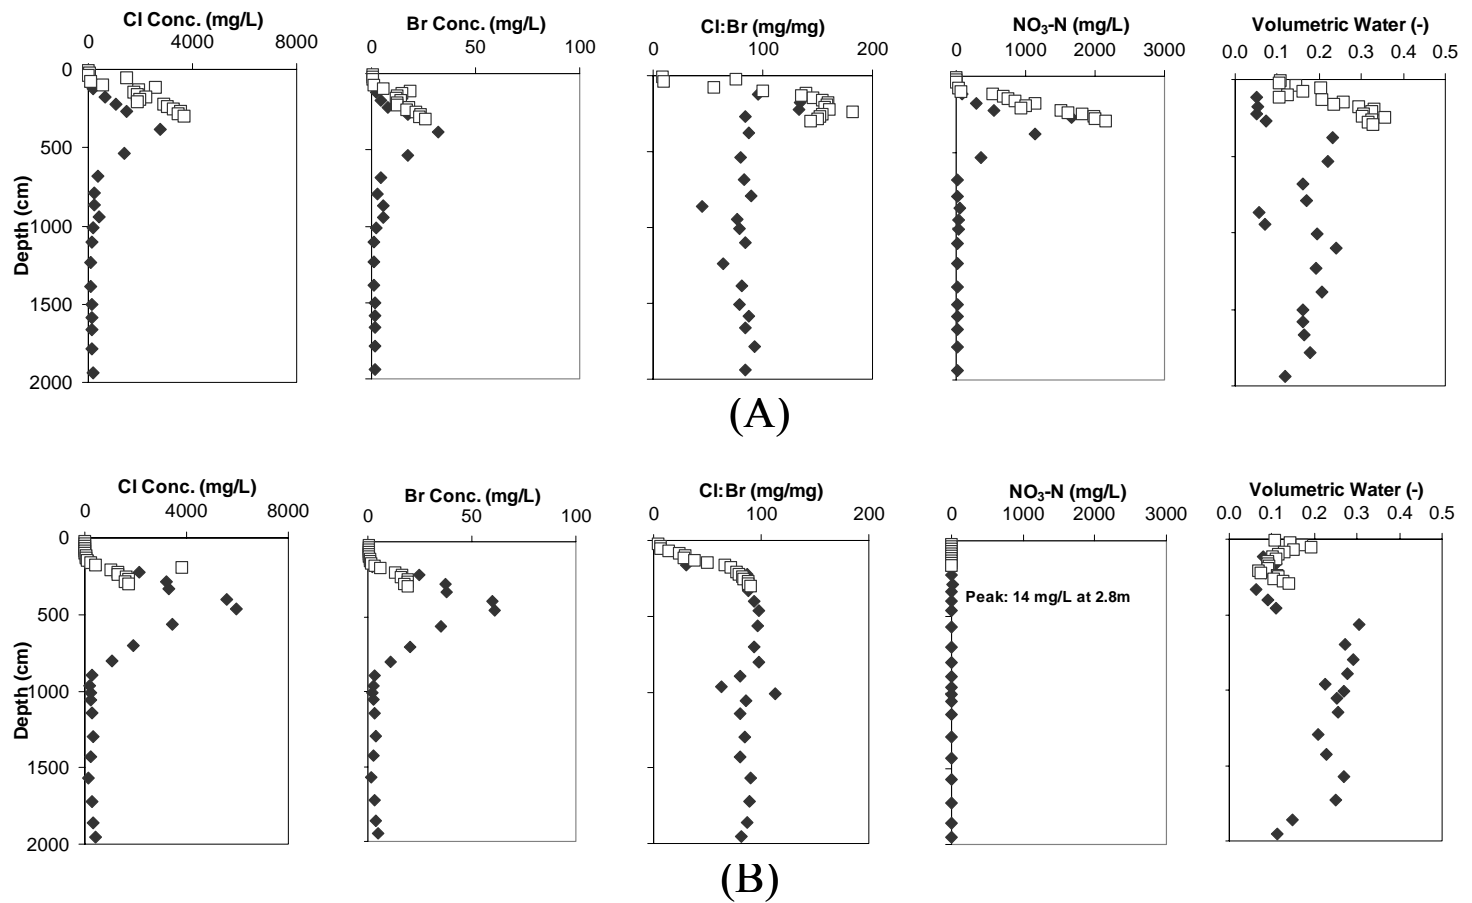 Cl Conc. (mg/L)
0 4000 8000
Br Conc. (mg/L)
0 50 100
Cl:Br (mg/mg)
0 100 200
NO3-N (mg/L)
0 1000 2000 3000
Volumetric Water (-)
0.0 0.1 0.2 0.3 0.4 0.5
Depth (cm)
0
500
1000
1500
2000
(A)
Cl Conc. (mg/L)
0 4000 8000
Br Conc. (mg/L)
0 50 100
Cl:Br (mg/mg)
0 100 200
NO3-N (mg/L)
0 1000 2000 3000
Volumetric Water (-)
0.0 0.1 0.2 0.3 0.4 0.5
Depth (cm)
0
500
1000
1500
2000
Peak: 14 mg/L at 2.8m
(B)